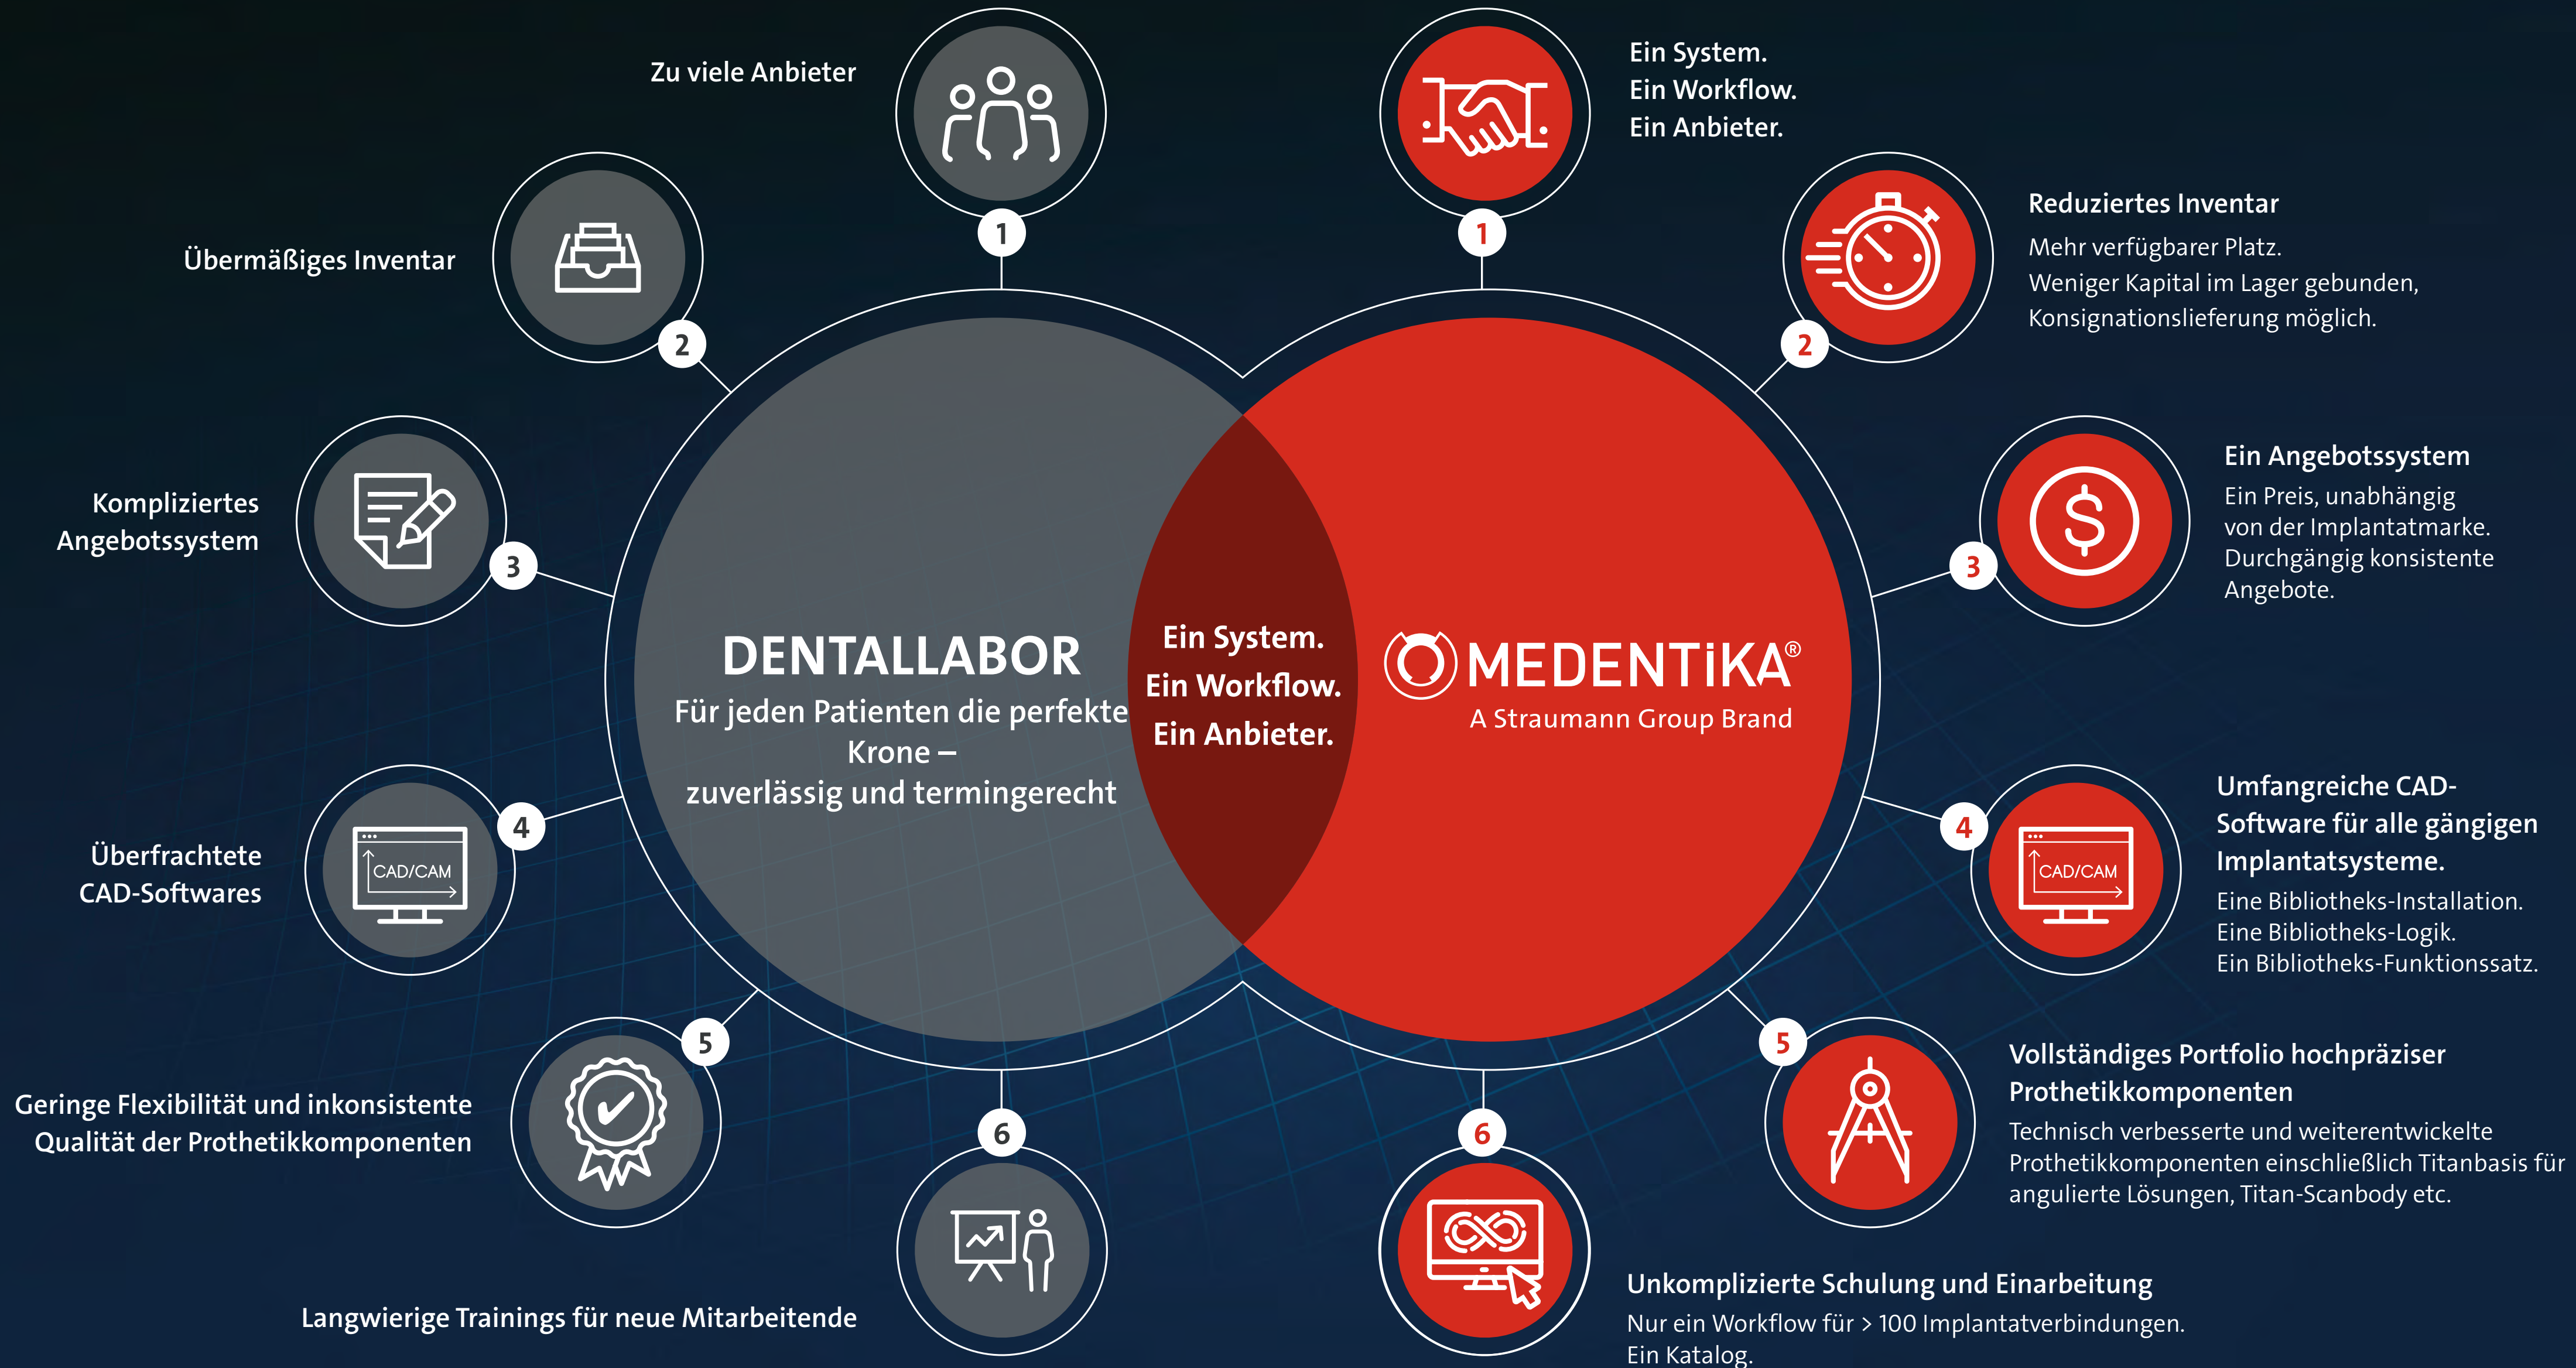 Zu viele Anbieter
1
Übermäßiges Inventar
2
Kompliziertes
Angebotssystem
3
Überfrachtete
CAD-Softwares
CAD/CAM
4
Geringe Flexibilität und inkonsistente
Qualität der Prothetikkomponenten
5
Langwierige Trainings für neue Mitarbeitende
6
DENTALLABOR
Für jeden Patienten die perfekte
Krone –
zuverlässig und termingerecht
Ein System.
Ein Workflow.
Ein Anbieter.
MEDENTiKA®
A Straumann Group Brand
1
Ein System.
Ein Workflow.
Ein Anbieter.
2
Reduziertes Inventar
Mehr verfügbarer Platz.
Weniger Kapital im Lager gebunden,
Konsignationslieferung möglich.
3
$
Ein Angebotssystem
Ein Preis, unabhängig
von der Implantatmarke.
Durchgängig konsistente
Angebote.
4
CAD/CAM
Umfangreiche CAD-
Software für alle gängigen
Implantatsysteme.
Eine Bibliotheks-Installation.
Eine Bibliotheks-Logik.
Ein Bibliotheks-Funktionssatz.
5
Vollständiges Portfolio hochpräziser
Prothetikkomponenten
Technisch verbesserte und weiterentwickelte
Prothetikkomponenten einschließlich Titanbasis für
angulierte Lösungen, Titan-Scanbody etc.
6
Unkomplizierte Schulung und Einarbeitung
Nur ein Workflow für > 100 Implantatverbindungen.
Ein Katalog.